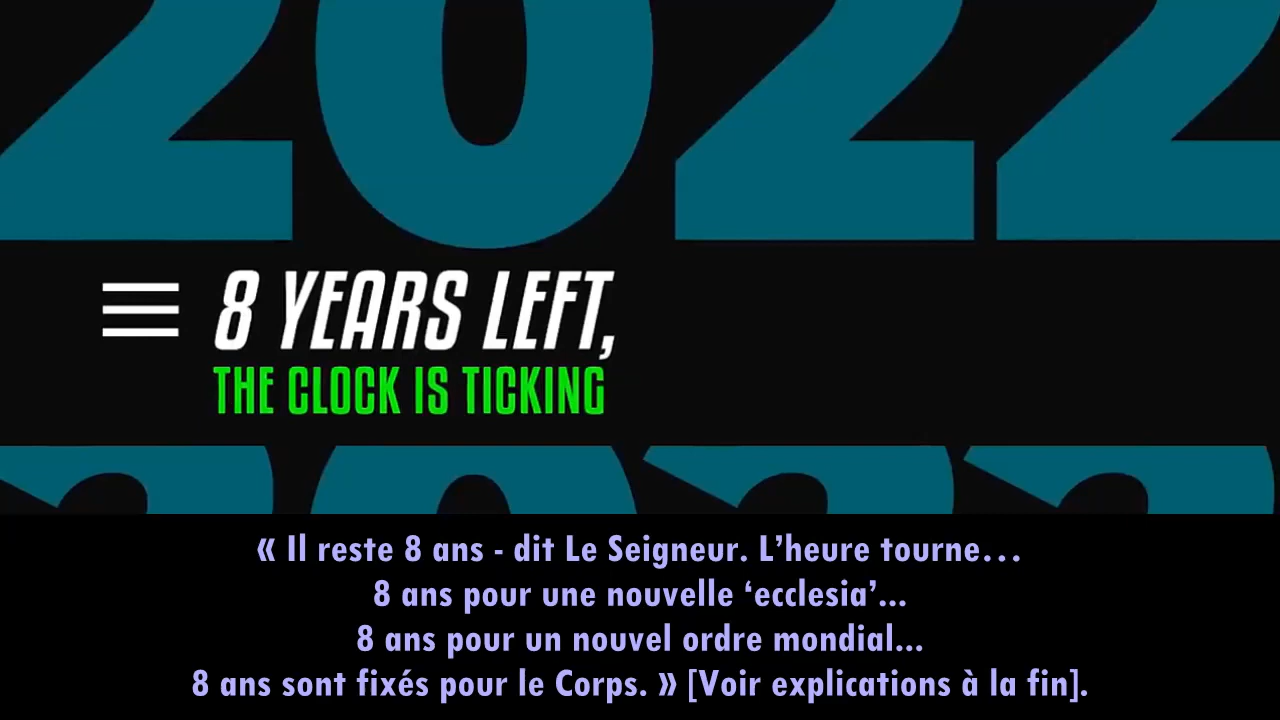 2022
8 YEARS LEFT,
THE CLOCK IS TICKING
2022
« Il reste 8 ans - dit Le Seigneur. L’heure tourne…
8 ans pour une nouvelle ‘ecclesia’...
8 ans pour un nouvel ordre mondial...
8 ans sont fixés pour le Corps. » [Voir explications à la fin].